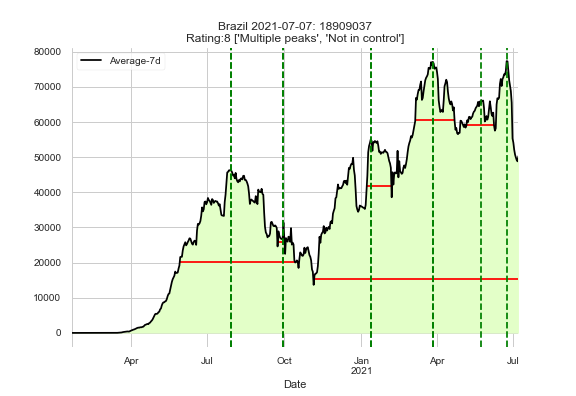 Brazil 2021-07-07: 18909037
Rating:8 ['Multiple peaks', 'Not in control']
Average-7d
80000
70000
60000
50000
40000
30000
20000
10000
0
Apr Jul Oct Jan Apr Jul
2021
Date